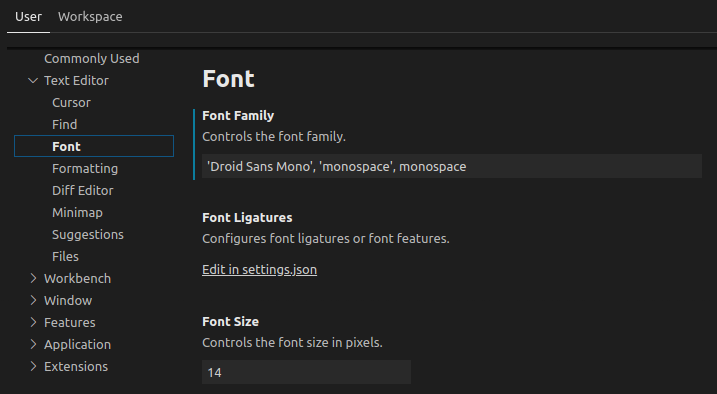 User Workspace
Commonly Used
Text Editor
Cursor
Find
Font
Formatting
Diff Editor
Minimap
Suggestions
Files
Workbench
Window
Features
Application
Extensions
Font
Font Family
Controls the font family.
'Droid Sans Mono', 'monospace', monospace
Font Ligatures
Configures font ligatures or font features.
Edit in settings.json
Font Size
Controls the font size in pixels.
14